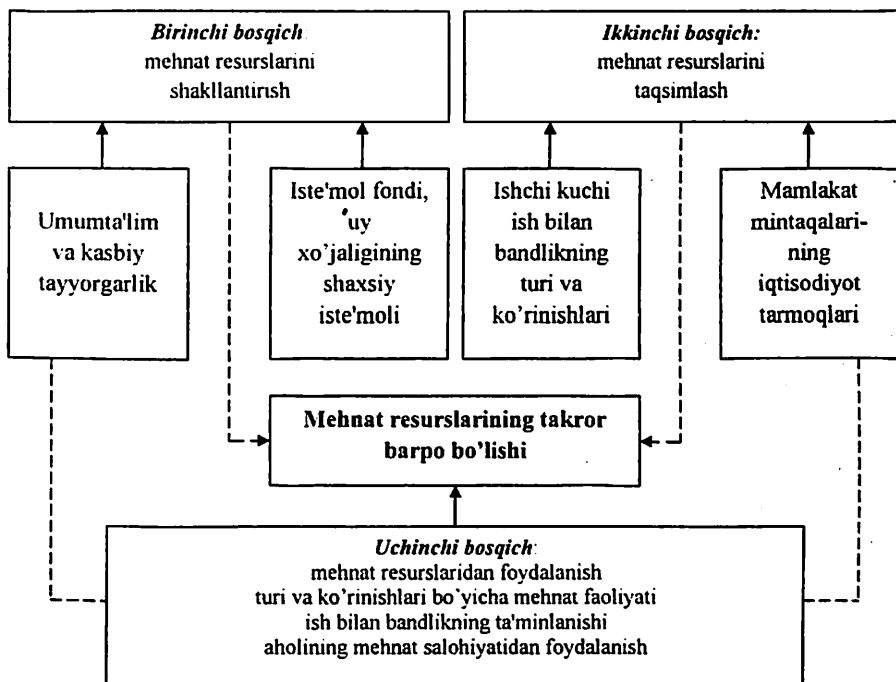 Birinchi bosqich:
mehnat resurslarini
shakllantirish
Ikkinchi bosqich:
mehnat resurslarini
taqsimlash
Umumta'lim
va kasbiy
tayyorgarlik
Iste'mol fondi,
uy
xo'jaligining
shaxsiy
iste'moli
Ishchi kuchi
ish bilan
bandlikning
turi va
ko'rinishlari
Mamlakat
mintaqalari-
ning
iqtisodiyot
tarmoqlari
Mehnat resurslarining takror
barpo bo'lishi
Uchinchi bosqich:
mehnat resurslaridan foydalanish
turi va ko'rinishlari bo'yicha mehnat faoliyati
ish bilan bandlikning ta'minlanishi
aholining mehnat salohiyatidan foydalanish